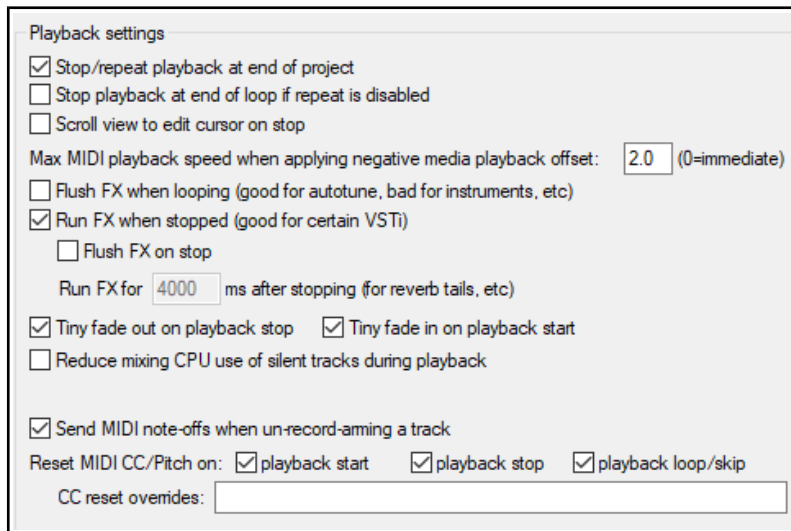 Playback settings
Stop/repeat playback at end of project
Stop playback at end of loop if repeat is disabled
Scroll view to edit cursor on stop
Max MIDI playback speed when applying negative media playback offset: 2.0 (0=immediate)
Flush FX when looping (good for autotune, bad for instruments, etc)
Run FX when stopped (good for certain VSTi)
Flush FX on stop
Run FX for 4000 ms after stopping (for reverb tails, etc)
Tiny fade out on playback stop Tiny fade in on playback start
Reduce mixing CPU use of silent tracks during playback
Send MIDI note-offs when un-record-arming a track
Reset MIDI CC/Pitch on: playback start playback stop playback loop/skip
CC reset overrides: